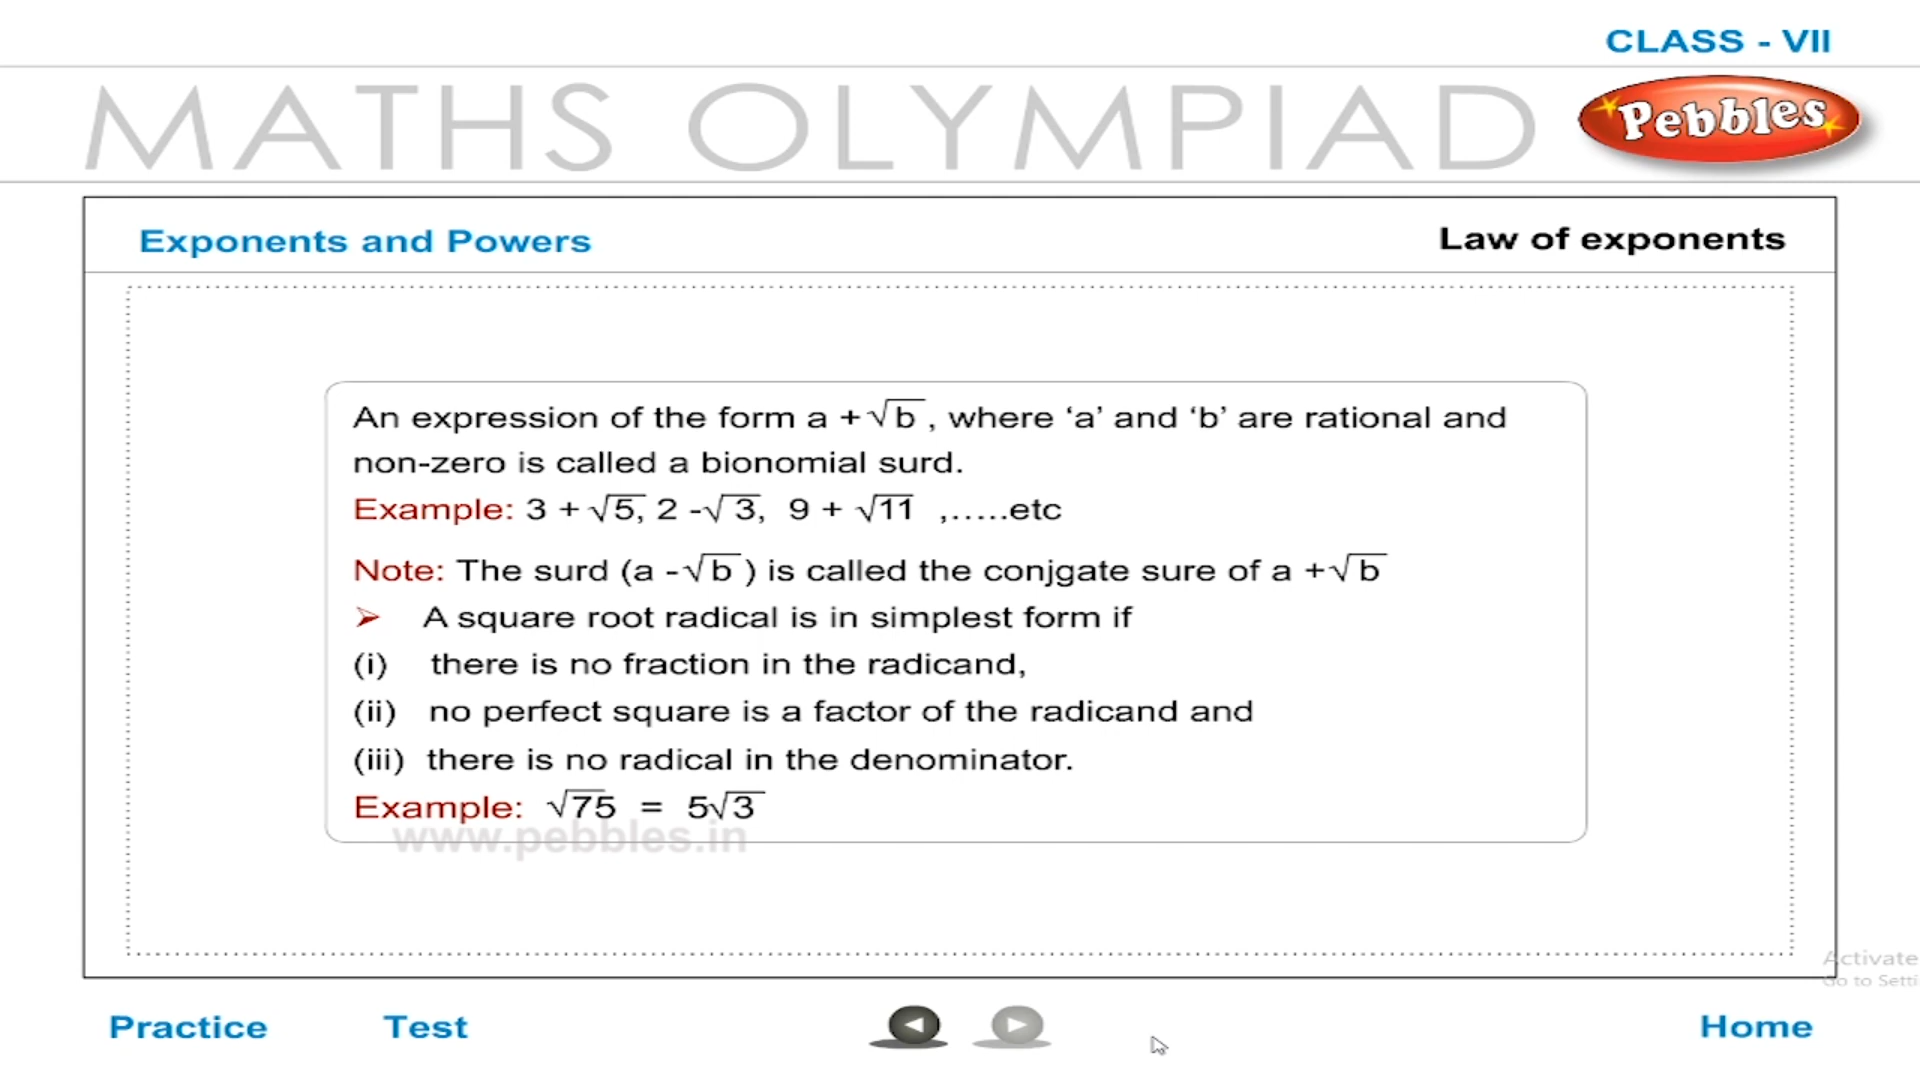 CLASS - VII
MATHS OLYMPIAD
Pebbles
Exponents and Powers
Law of exponents
An expression of the form a + √b , where ‘a’ and ‘b’ are rational and
non-zero is called a bionomial surd.
Example: 3 + √5, 2 -√3, 9 + √11 ,.....etc
Note: The surd (a -√b ) is called the conjgate sure of a +√b
➢ A square root radical is in simplest form if
(i) there is no fraction in the radicand,
(ii) no perfect square is a factor of the radicand and
(iii) there is no radical in the denominator.
Example: √75 = 5√3
www.pebbles.in
Activate
Go to Setti
Practice
Test
Home